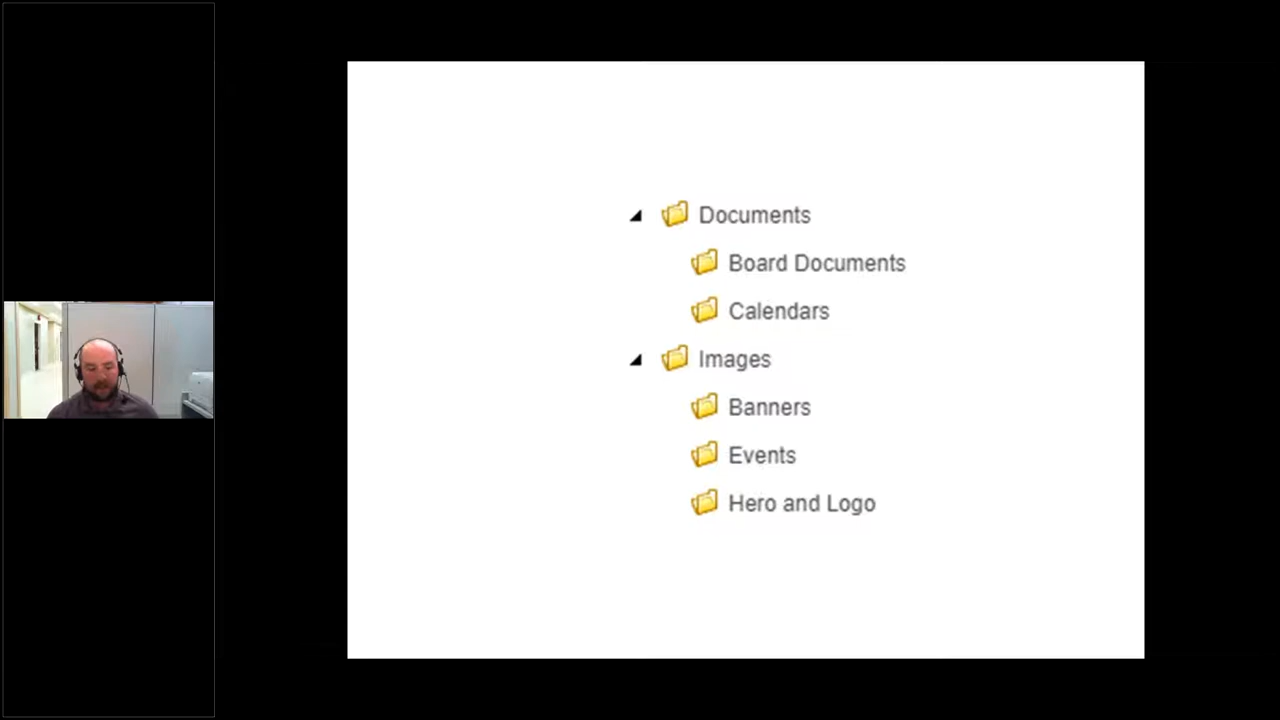 Documents
Board Documents
Calendars
Images
Banners
Events
Hero and Logo